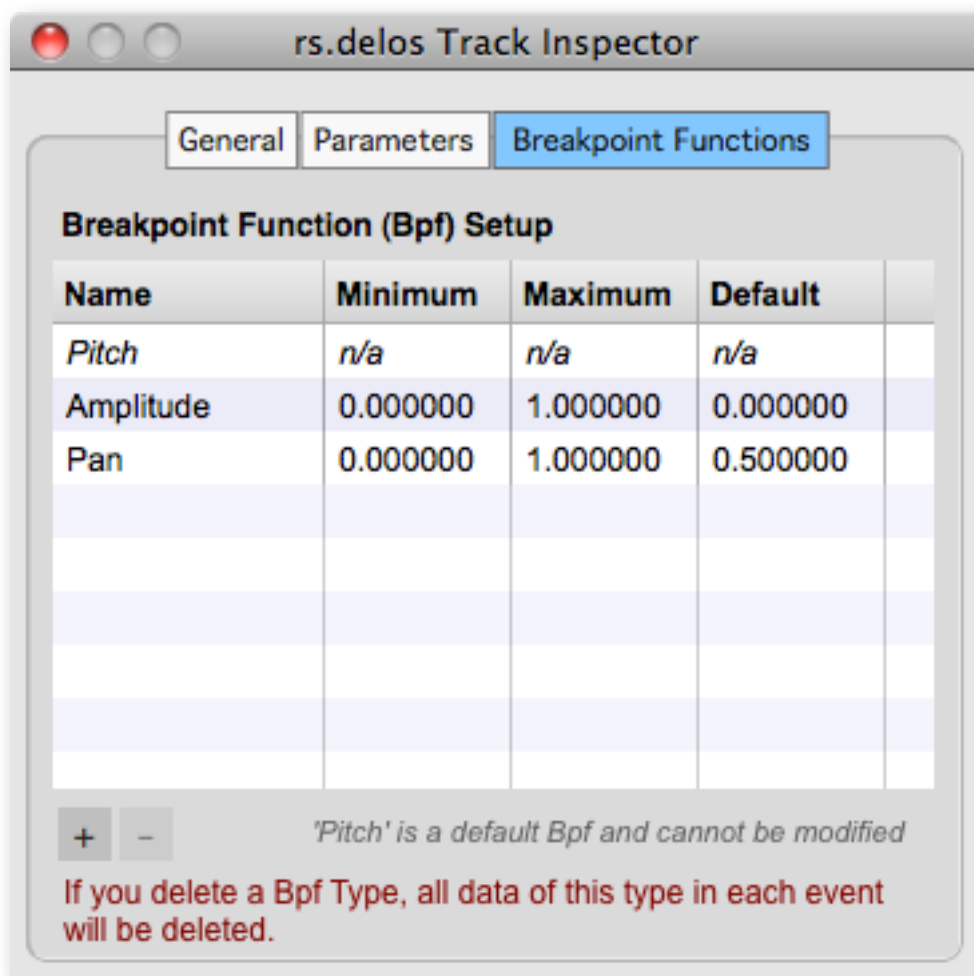 rs.delos Track Inspector
General Parameters Breakpoint Functions
Breakpoint Function (Bpf) Setup
Name Minimum Maximum Default
Pitch n/a n/a n/a
Amplitude 0.000000 1.000000 0.000000
Pan 0.000000 1.000000 0.500000
+ - 'Pitch' is a default Bpf and cannot be modified
If you delete a Bpf Type, all data of this type in each event
will be deleted.